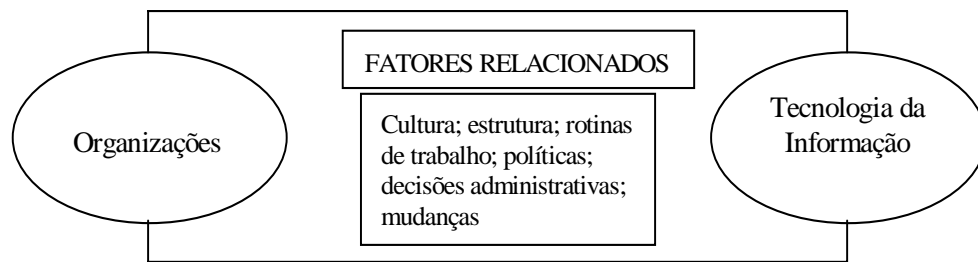 FATORES RELACIONADOS
Organizações
Cultura; estrutura; rotinas
de trabalho; políticas;
decisões administrativas;
mudanças
Tecnologia da
Informação